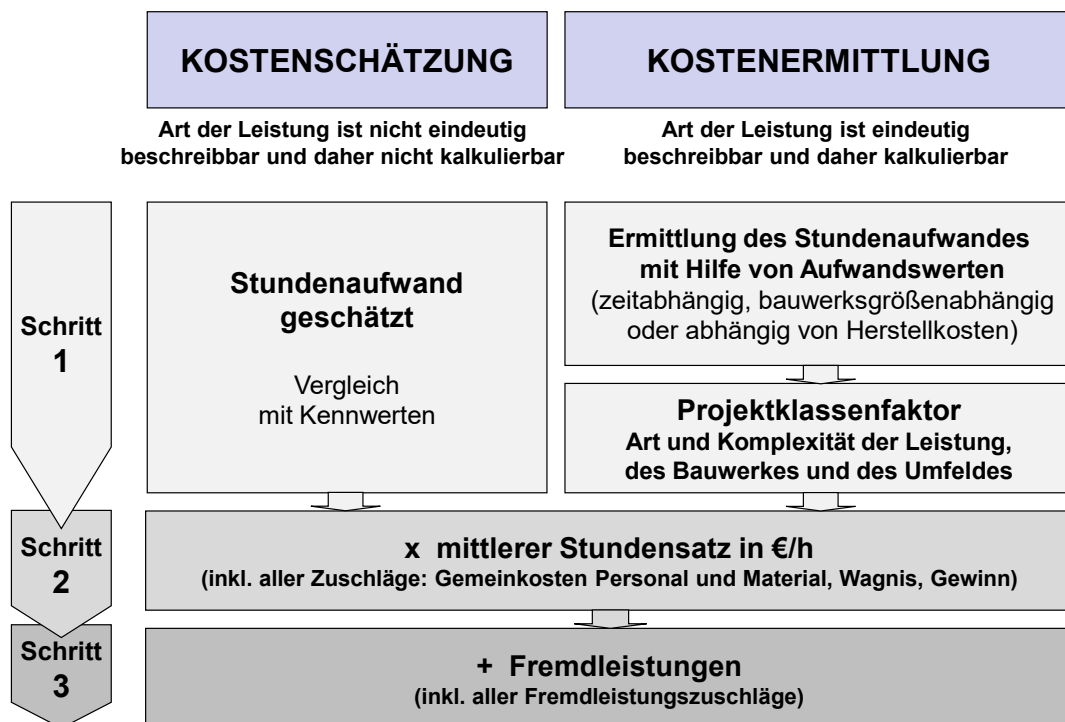 KOSTENSCHÄTZUNG
KOSTENERMITTLUNG
Art der Leistung ist nicht eindeutig
beschreibbar und daher nicht kalkulierbar
Art der Leistung ist eindeutig
beschreibbar und daher kalkulierbar
Schritt
1
Stundenaufwand
geschätzt
Vergleich
mit Kennwerten
Ermittlung des Stundenaufwandes
mit Hilfe von Aufwandswerten
(zeitabhängig, bauwerksgrößenabhängig
oder abhängig von Herstellkosten)
Projektklassenfaktor
Art und Komplexität der Leistung,
des Bauwerkes und des Umfeldes
Schritt
2
x mittlerer Stundensatz in €/h
(inkl. aller Zuschläge: Gemeinkosten Personal und Material, Wagnis, Gewinn)
Schritt
3
+ Fremdleistungen
(inkl. aller Fremdleistungszuschläge)